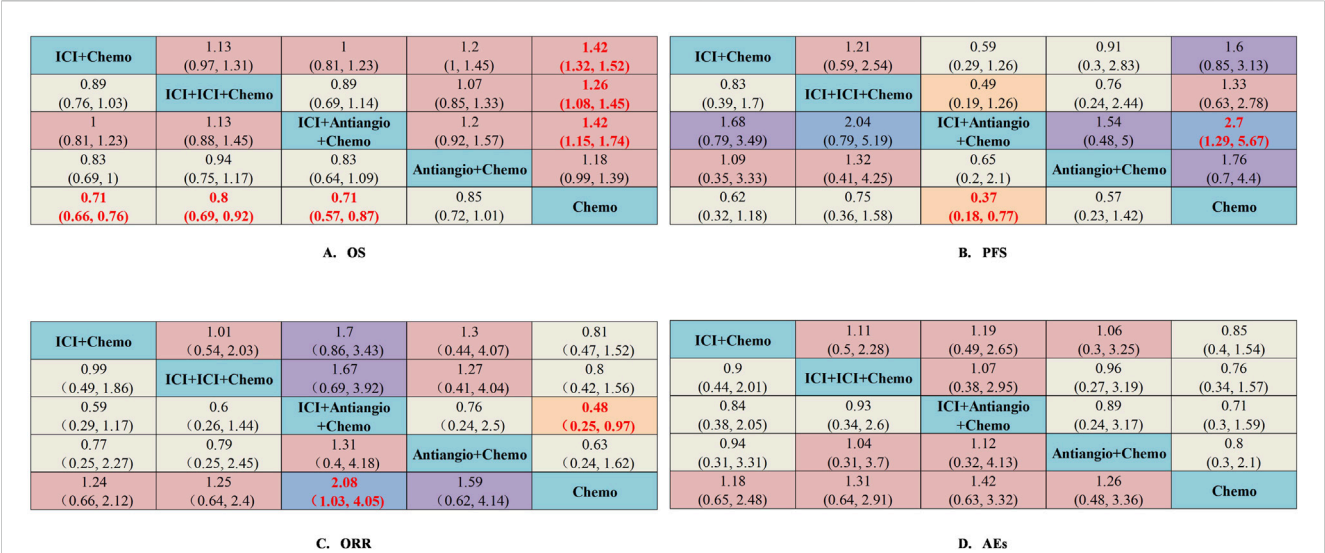 ICI+Chemo 1.13 1 1.2 1.42
(0.97, 1.31) (0.81, 1.23) (1, 1.45) (1.32, 1.52)
0.89 ICI+ICI+Chemo 0.89 1.07 1.26
(0.76, 1.03) (0.69, 1.14) (0.85, 1.33) (1.08, 1.45)
1 1.13 ICI+Antiangio 1.2 1.42
(0.81, 1.23) (0.88, 1.45) +Chemo (0.92, 1.57) (1.15, 1.74)
0.83 0.94 0.83 Antiangio+Chemo 1.18
(0.69, 1) (0.75, 1.17) (0.64, 1.09) (0.99, 1.39)
0.71 0.8 0.71 0.85 Chemo
(0.66, 0.76) (0.69, 0.92) (0.57, 0.87) (0.72, 1.01)
A. OS
ICI+Chemo 1.21 0.59 0.91 1.6
(0.59, 2.54) (0.29, 1.26) (0.3, 2.83) (0.85, 3.13)
0.83 ICI+ICI+Chemo 0.49 0.76 1.33
(0.39, 1.7) (0.19, 1.26) (0.24, 2.44) (0.63, 2.78)
1.68 2.04 ICI+Antiangio 1.54 2.7
(0.79, 3.49) (0.79, 5.19) +Chemo (0.48, 5) (1.29, 5.67)
1.09 1.32 0.65 Antiangio+Chemo 1.76
(0.35, 3.33) (0.41, 4.25) (0.2, 2.1) (0.7, 4.4)
0.62 0.75 0.37 0.57 Chemo
(0.32, 1.18) (0.36, 1.58) (0.18, 0.77) (0.23, 1.42)
B. PFS
ICI+Chemo 1.01 1.7 1.3 0.81
(0.54, 2.03) (0.86, 3.43) (0.44, 4.07) (0.47, 1.52)
0.99 ICI+ICI+Chemo 1.67 1.27 0.8
(0.49, 1.86) (0.69, 3.92) (0.41, 4.04) (0.42, 1.56)
0.59 0.6 ICI+Antiangio 0.76 0.48
(0.29, 1.17) (0.26, 1.44) +Chemo (0.24, 2.5) (0.25, 0.97)
0.77 0.79 1.31 Antiangio+Chemo 0.63
(0.25, 2.27) (0.25, 2.45) (0.4, 4.18) (0.24, 1.62)
1.24 1.25 2.08 1.59 Chemo
(0.66, 2.12) (0.64, 2.4) (1.03, 4.05) (0.62, 4.14)
C. ORR
ICI+Chemo 1.11 1.19 1.06 0.85
(0.5, 2.28) (0.49, 2.65) (0.3, 3.25) (0.4, 1.54)
0.9 ICI+ICI+Chemo 1.07 0.96 0.76
(0.44, 2.01) (0.38, 2.95) (0.27, 3.19) (0.34, 1.57)
0.84 0.93 ICI+Antiangio 0.89 0.71
(0.38, 2.05) (0.34, 2.6) +Chemo (0.24, 3.17) (0.3, 1.59)
0.94 1.04 1.12 Antiangio+Chemo 0.8
(0.31, 3.31) (0.31, 3.7) (0.32, 4.13) (0.3, 2.1)
1.18 1.31 1.42 1.26 Chemo
(0.65, 2.48) (0.64, 2.91) (0.63, 3.32) (0.48, 3.36)
D. AEs